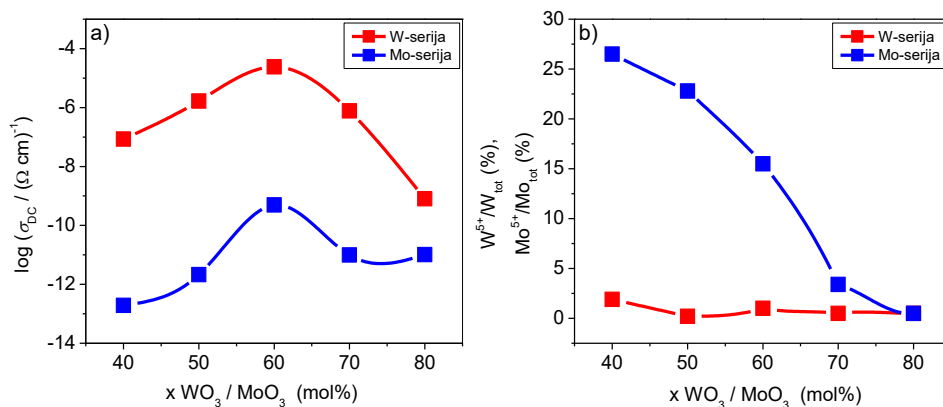 a)
W-serija
Mo-serija
-4
-6
-8
-10
-12
-14
log (σDC / (Ω cm)-1
40 50 60 70 80
x WO3 / MoO3 (mol%)
b)
W-serija
Mo-serija
30
25
20
15
10
5
0
W5+/Wtot (%),
Mo5+/Motot (%)
40 50 60 70 80
x WO3 / MoO3 (mol%)